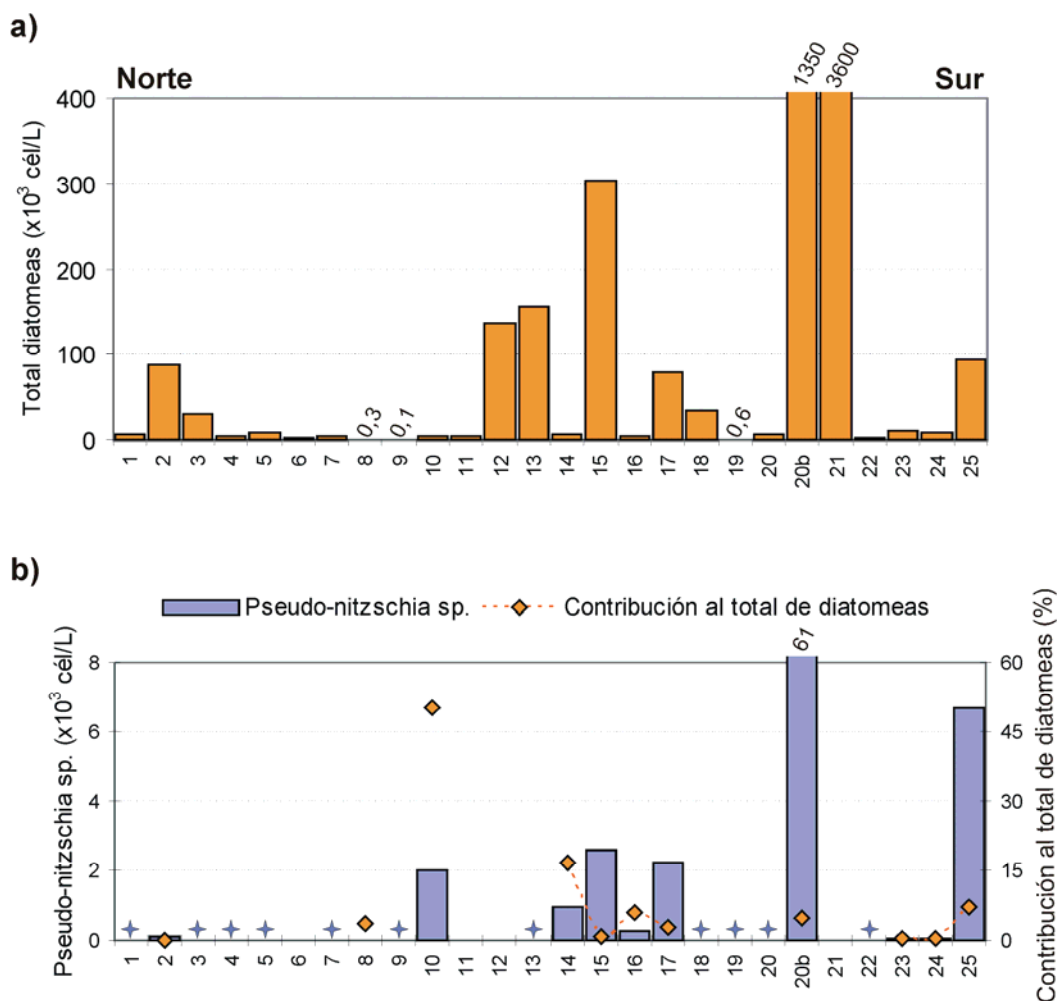 a)
Norte
Sur
1350
3600
Total diatomeas (x10³ cél/L)
400
300
200
100
0
0,3
0,1
0,6
1 2 3 4 5 6 7 8 9 10 11 12 13 14 15 16 17 18 19 20 20b 21 22 23 24 25
b)
Pseudo-nitzschia sp.
Contribución al total de diatomeas
61
Pseudo-nitzschia sp. (x10³ cél/L)
8
6
4
2
0
60
45
30
15
0
Contribución al total de diatomeas (%)
1 2 3 4 5 6 7 8 9 10 11 12 13 14 15 16 17 18 19 20 20b 21 22 23 24 25